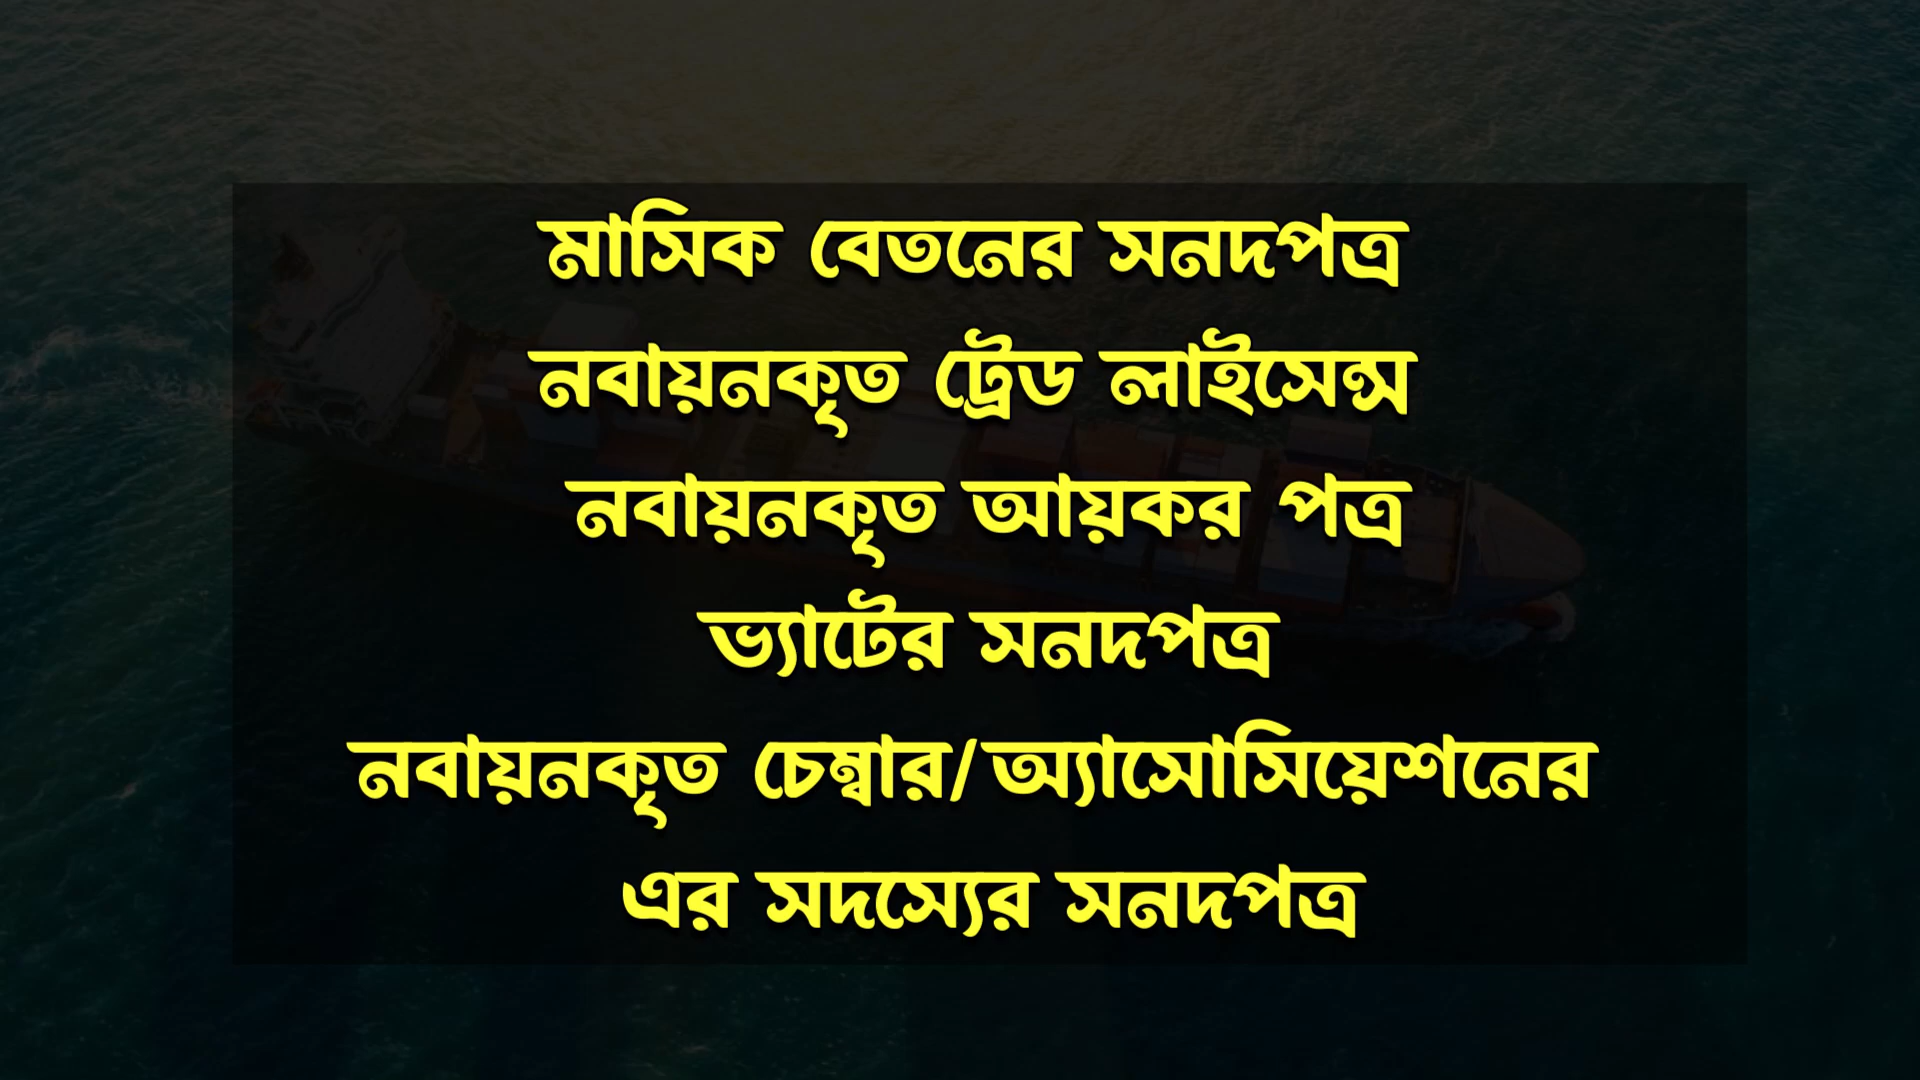 মাসিক বেতনের সনদপত্র
নবায়নকৃত ট্রেড লাইসেন্স
নবায়নকৃত আয়কর পত্র
ভ্যাটের সনদপত্র
নবায়নকৃত চেম্বার/অ্যাসোসিয়েশনের
এর সদস্যের সনদপত্র